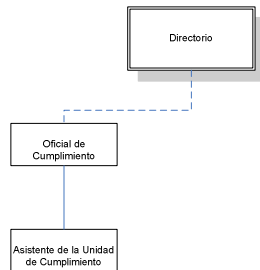 Directorio
Oficial de
Cumplimiento
Asistente de la Unidad
de Cumplimiento